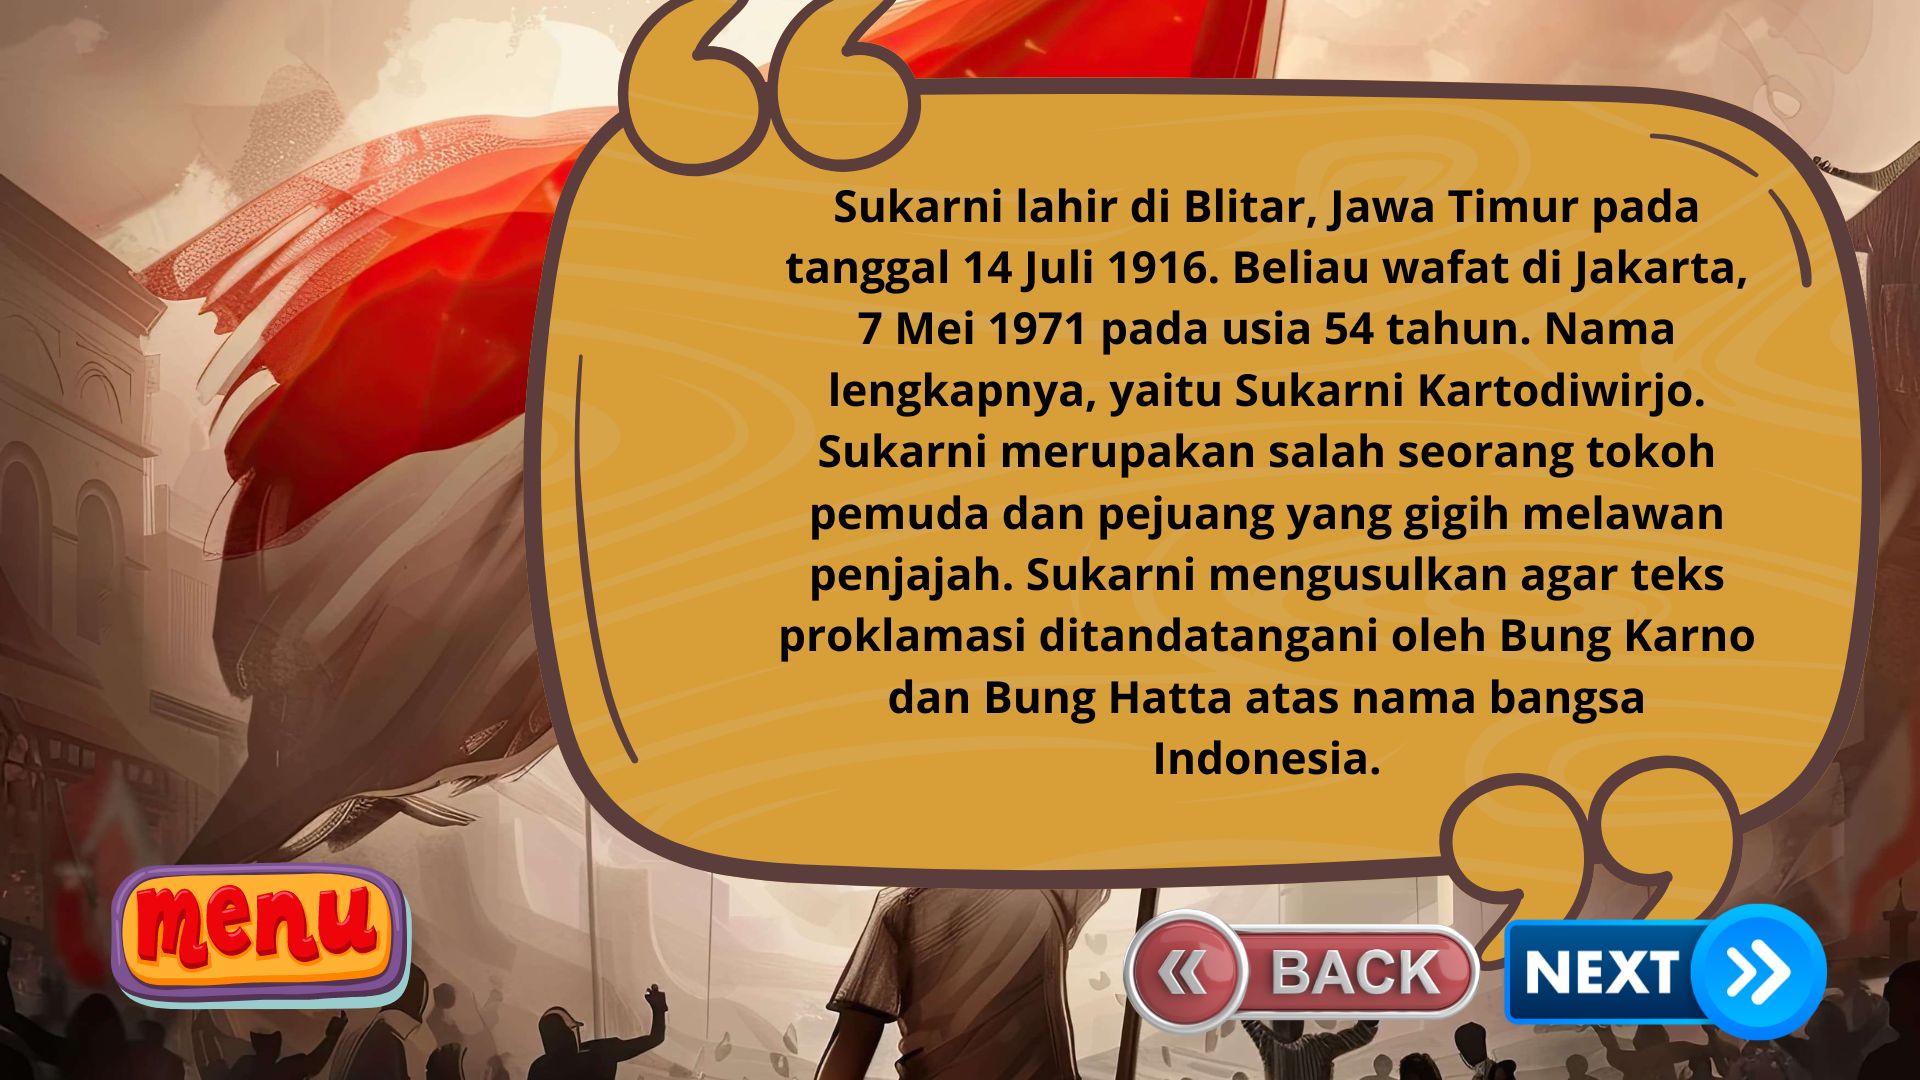 Sukarni lahir di Blitar, Jawa Timur pada
tanggal 14 Juli 1916. Beliau wafat di Jakarta,
7 Mei 1971 pada usia 54 tahun. Nama
lengkapnya, yaitu Sukarni Kartodiwirjo.
Sukarni merupakan salah seorang tokoh
pemuda dan pejuang yang gigih melawan
penjajah. Sukarni mengusulkan agar teks
proklamasi ditandatangani oleh Bung Karno
dan Bung Hatta atas nama bangsa
Indonesia.
menu
BACK
NEXT